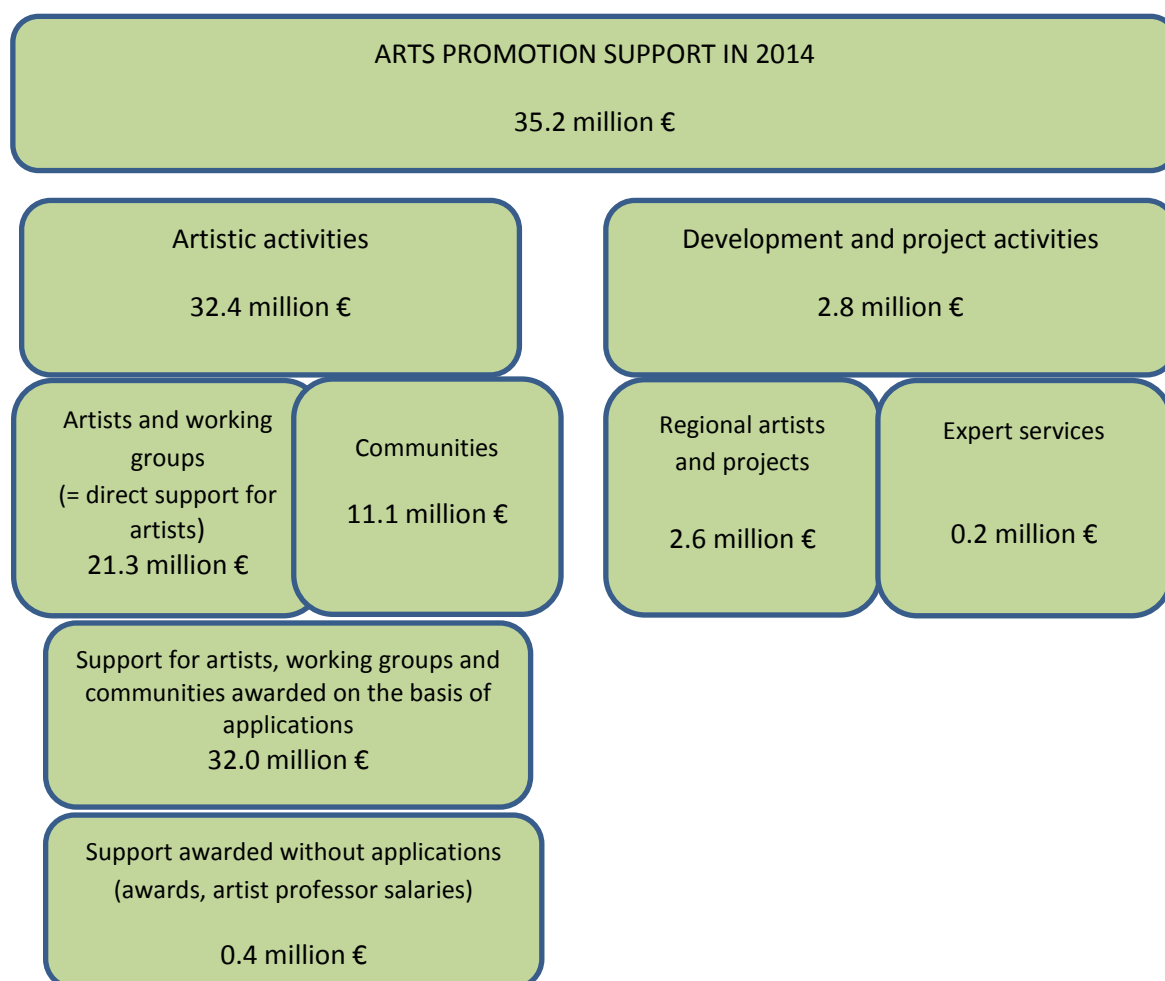 ARTS PROMOTION SUPPORT IN 2014
35.2 million €
Artistic activities
32.4 million €
Development and project activities
2.8 million €
Artists and working
groups
(= direct support for
artists)
21.3 million €
Communities
11.1 million €
Regional artists
and projects
2.6 million €
Expert services
0.2 million €
Support for artists, working groups and
communities awarded on the basis of
applications
32.0 million €
Support awarded without applications
(awards, artist professor salaries)
0.4 million €